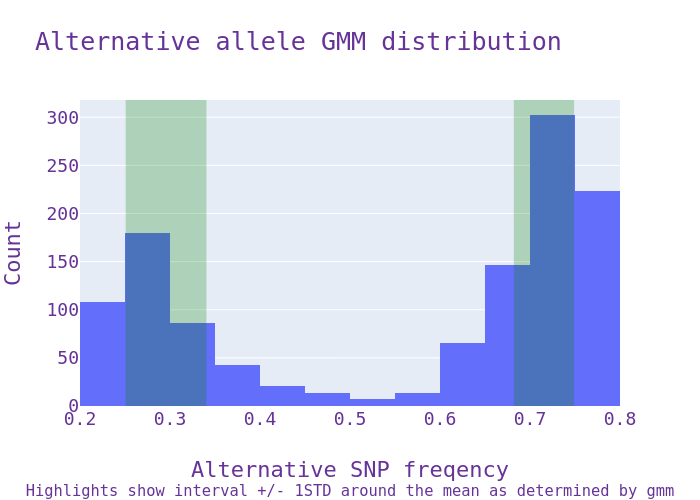 Alternative allele GMM distribution
300
250
200
150
100
50
0
Count
0.2 0.3 0.4 0.5 0.6 0.7 0.8
Alternative SNP freqency
Highlights show interval +/- 1STD around the mean as determined by gmm